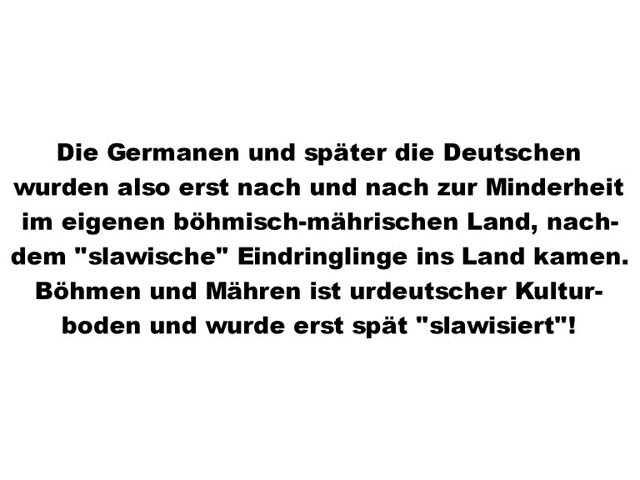 Die Germanen und später die Deutschen
wurden also erst nach und nach zur Minderheit
im eigenen böhmisch-mährischen Land, nach-
dem "slawische" Eindringlinge ins Land kamen.
Böhmen und Mähren ist urdeutscher Kultur-
boden und wurde erst spät "slawisiert"!